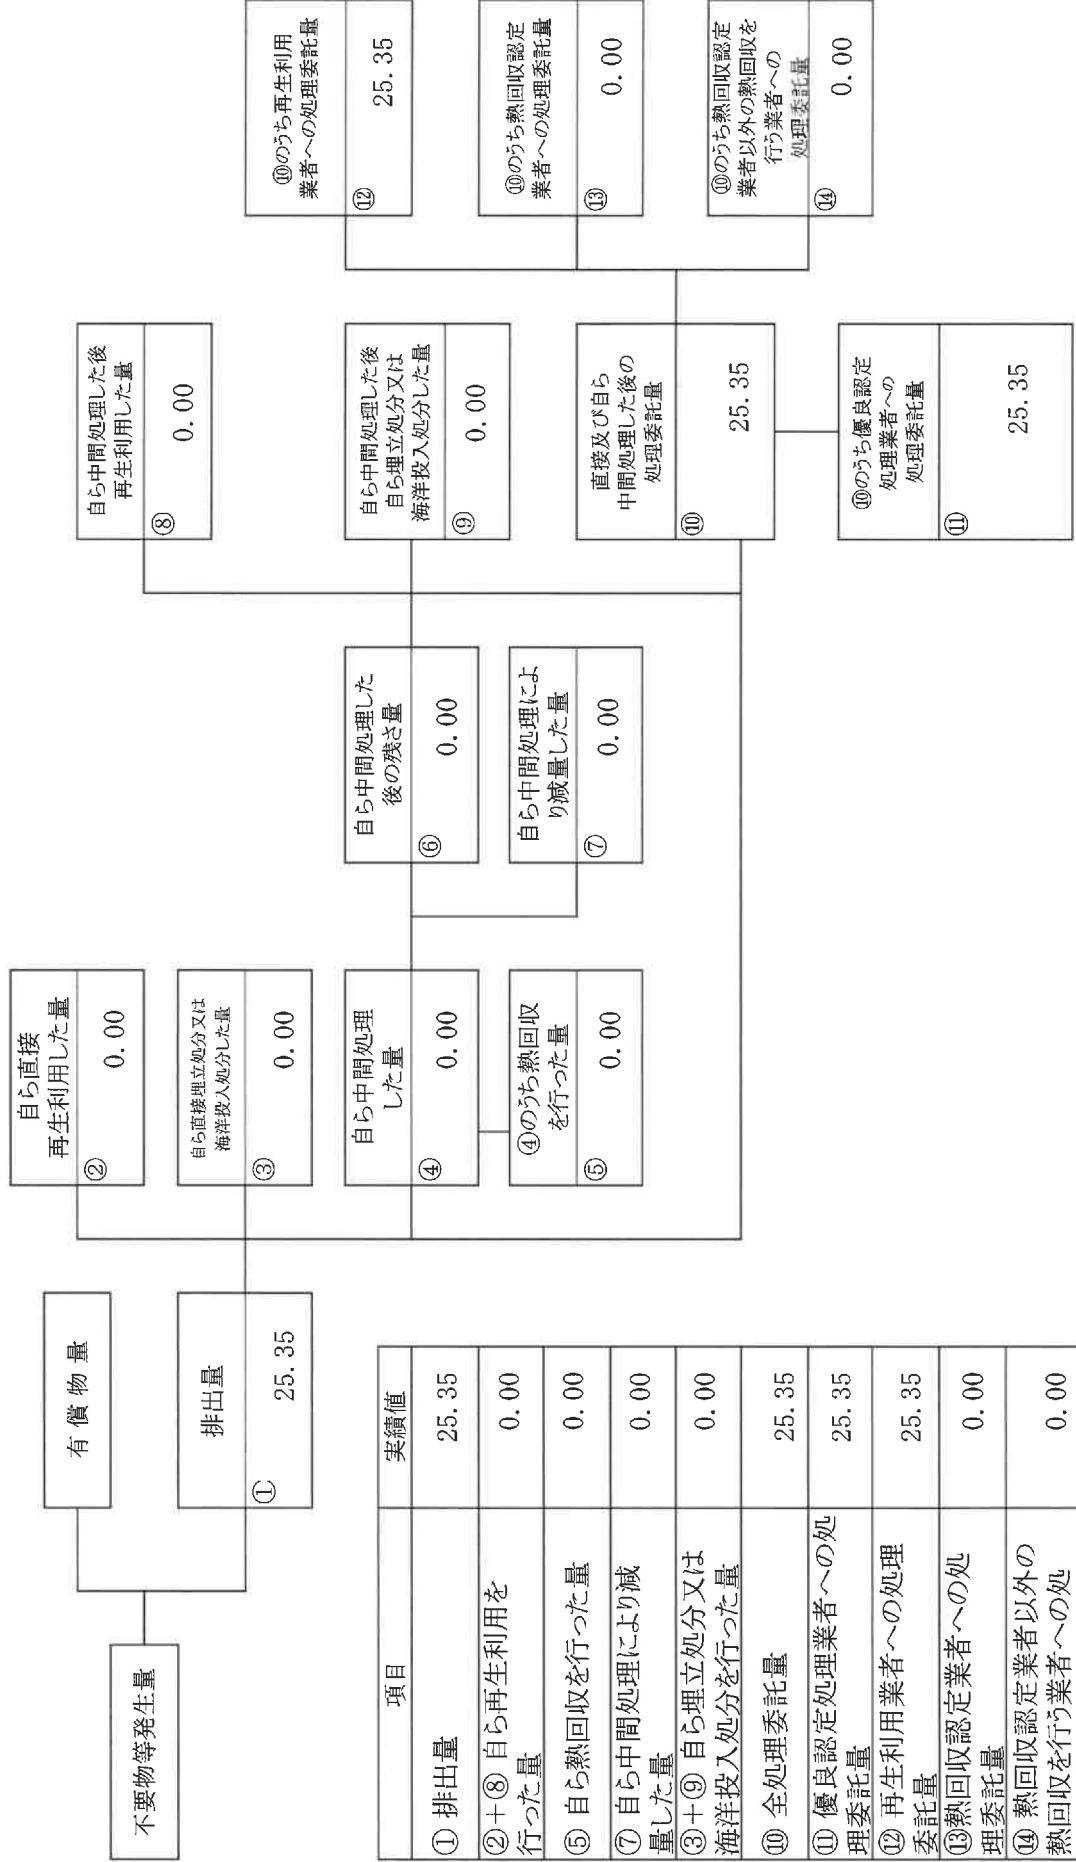 不要物等発生量
有償物量
排出量
①
25.35
自ら直接
再生利用した量
②
0.00
自ら直接埋立処分又は
海洋投入処分した量
③
0.00
自ら中間処理
した量
④
0.00
④のうち熱回収
を行った量
⑤
0.00
自ら中間処理した
後の残さ量
⑥
0.00
自ら中間処理によ
り減量した量
⑦
0.00
自ら中間処理した後
再生利用した量
⑧
0.00
自ら中間処理した後
自ら埋立処分又は
海洋投入処分した量
⑨
0.00
直接及び自ら
中間処理した後の
処理委託量
⑩
25.35
⑩のうち優良認定
処理業者への
処理委託量
⑪
25.35
⑩のうち再生利用
業者への処理委託量
⑫
25.35
⑩のうち熱回収認定
業者への処理委託量
⑬
0.00
⑩のうち熱回収認定
業者以外の熱回収を
行う業者への
処理委託量
⑭
0.00
項目 実績値
① 排出量 25.35
②+⑧ 自ら再生利用を
行った量 0.00
⑤ 自ら熱回収を行った量 0.00
⑦ 自ら中間処理により減
量した量 0.00
③+⑨ 自ら埋立処分又は
海洋投入処分を行った量 0.00
⑩ 全処理委託量 25.35
⑪ 優良認定処理業者への処
理委託量 25.35
⑫ 再生利用業者への処理
委託量 25.35
⑬熱回収認定業者への処
理委託量 0.00
⑭ 熱回収認定業者以外の
熱回収を行う業者への処 0.00